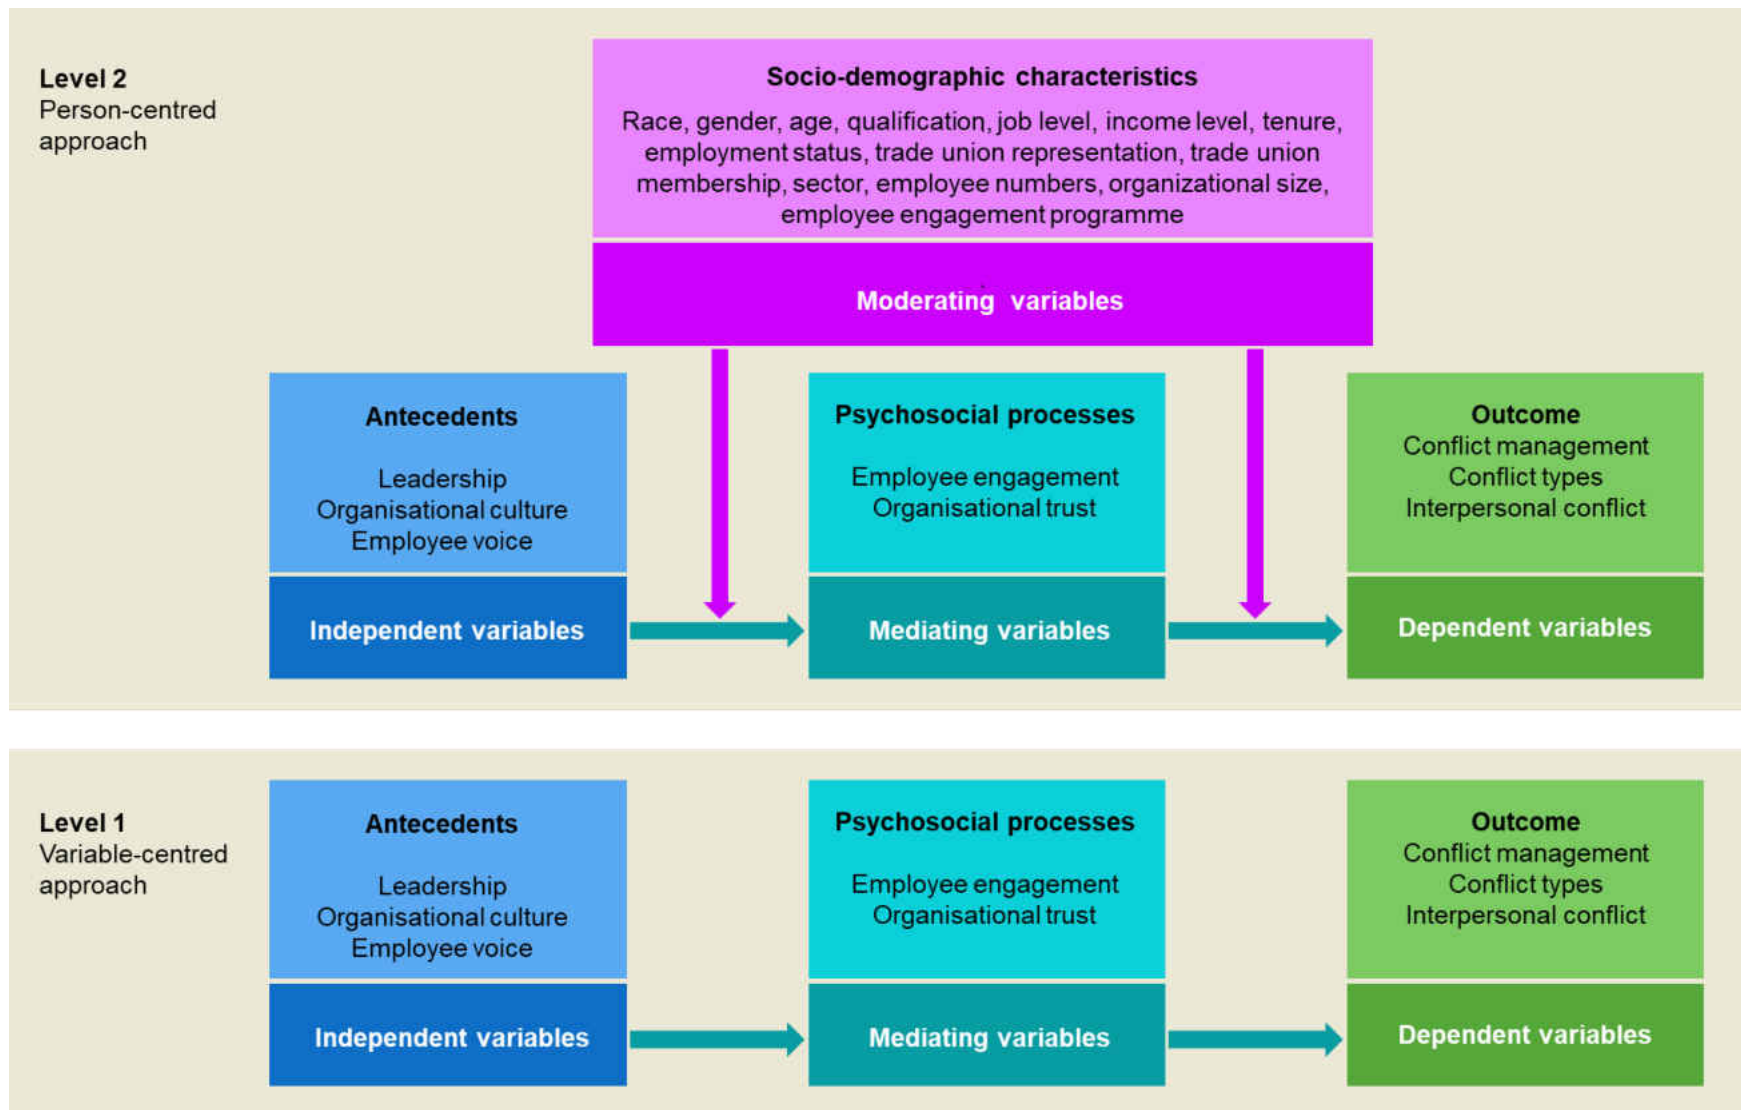 Level 2
Person-centred
approach
Socio-demographic characteristics
Race, gender, age, qualification, job level, income level, tenure,
employment status, trade union representation, trade union
membership, sector, employee numbers, organizational size,
employee engagement programme
Moderating variables
Antecedents
Leadership
Organisational culture
Employee voice
Independent variables
Psychosocial processes
Employee engagement
Organisational trust
Mediating variables
Outcome
Conflict management
Conflict types
Interpersonal conflict
Dependent variables
Level 1
Variable-centred
approach
Antecedents
Leadership
Organisational culture
Employee voice
Independent variables
Psychosocial processes
Employee engagement
Organisational trust
Mediating variables
Outcome
Conflict management
Conflict types
Interpersonal conflict
Dependent variables